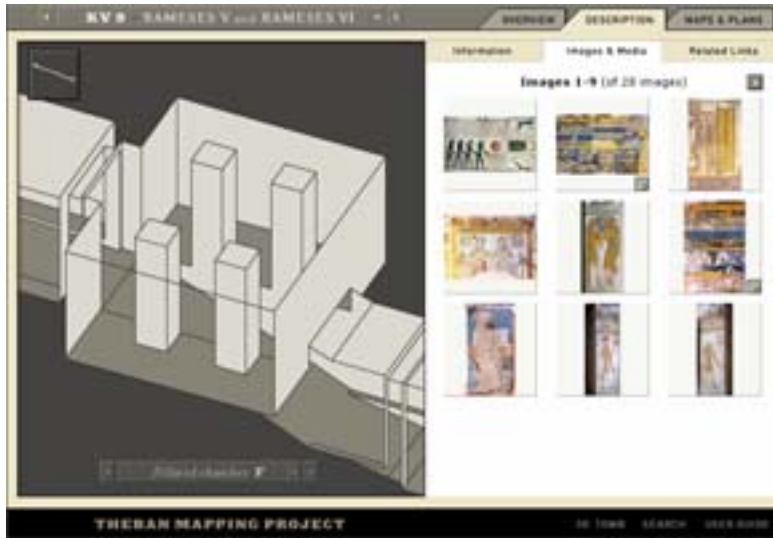 KV 9 RAMESES V and RAMESES VI
OVERVIEW
DESCRIPTION
MAPS & PLANS
Information
Images & Media
Related Links
Images 1-9 (of 28 images)
Pillared chamber F
THEBAN MAPPING PROJECT
SEARCH
USER GUIDE